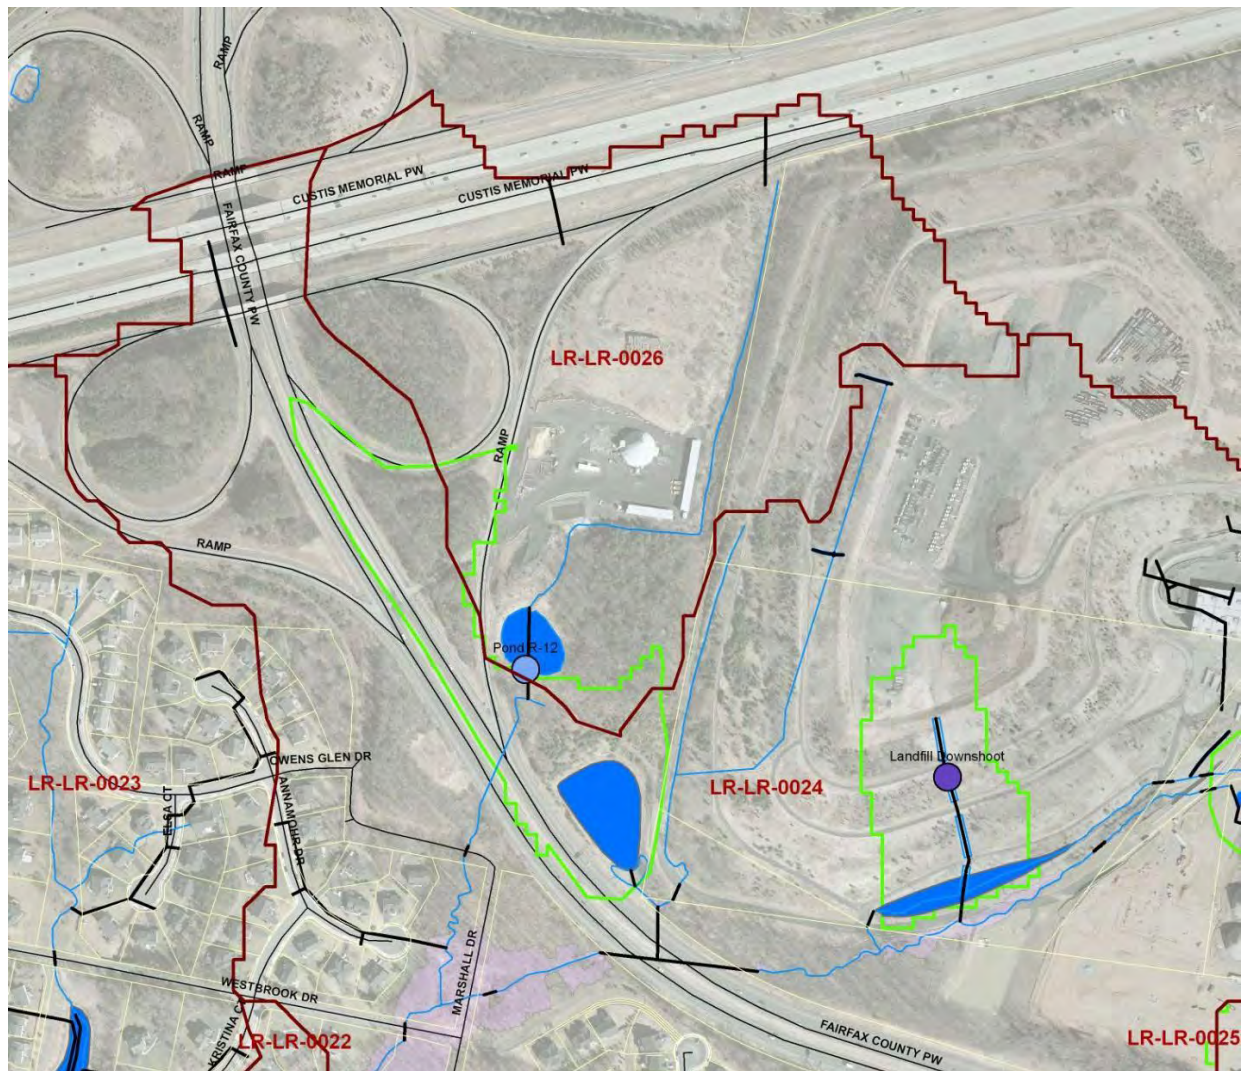 RAMP
RAMP
RAMP
RAMP
CUSTIS MEMORIAL PW
CUSTIS MEMORIAL PW
FAIRFAX COUNTY PW
LR-LR-0026
RAMP
RAMP
Pond R-12
OWENS GLEN DR
Landfill Downshoot
LR-LR-0023
LR-LR-0024
ELSA CT
ANNAMOHR DR
MARSHALL DR
WESTBROOK DR
KRISTINA CT
LR-LR-0022
FAIRFAX COUNTY PW
LR-LR-0025